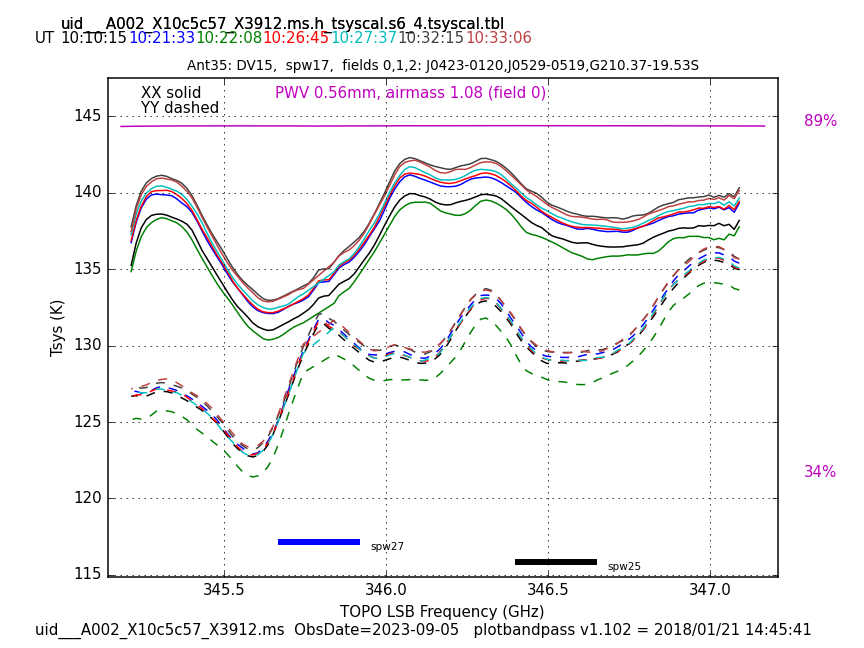 uid___A002_X10c5c57_X3912.ms.h_tsyscal.s6_4.tsyscal.tbl
UT 10:10:15 10:21:33 10:22:08 10:26:45 10:27:37 10:32:15 10:33:06
Ant35: DV15, spw17, fields 0,1,2: J0423-0120,J0529-0519,G210.37-19.53S
XX solid
YY dashed
PWV 0.56mm, airmass 1.08 (field 0)
89%
34%
Tsys (K)
145
140
135
130
125
120
115
spw27
spw25
345.5 346.0 346.5 347.0
TOPO LSB Frequency (GHz)
uid___A002_X10c5c57_X3912.ms ObsDate=2023-09-05 plotbandpass v1.102 = 2018/01/21 14:45:41